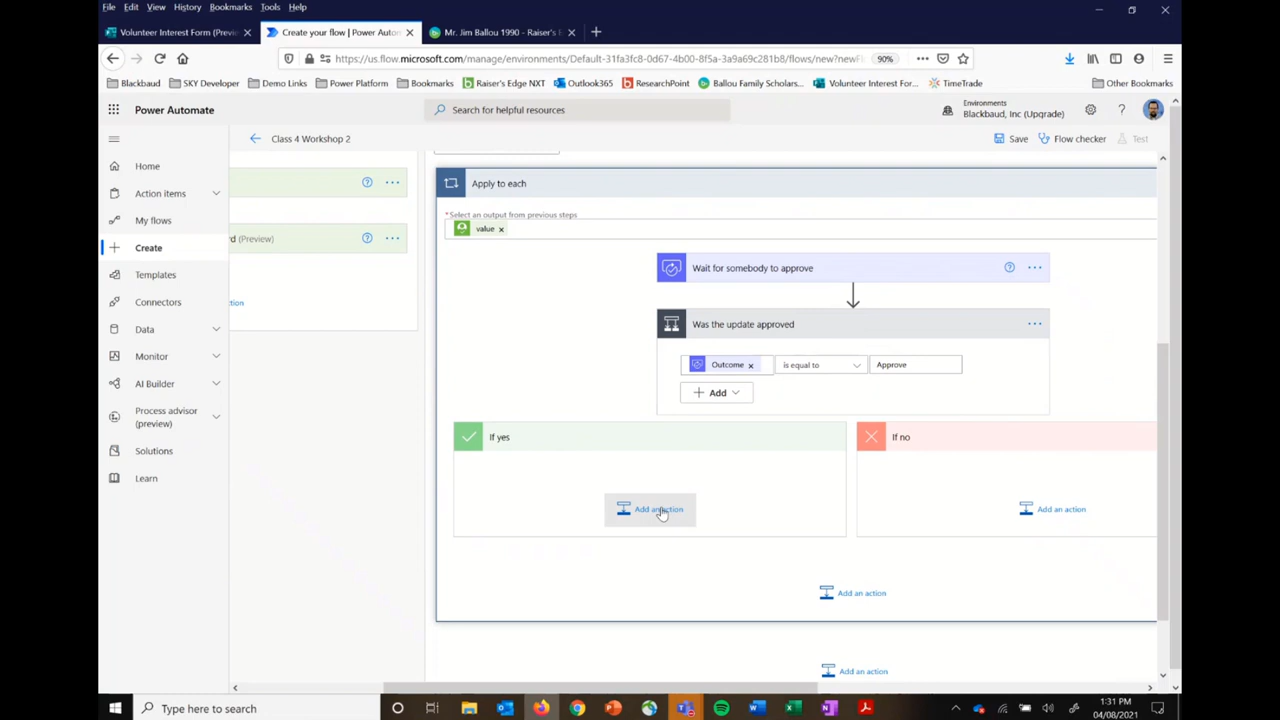 File Edit View History Bookmarks Tools Help
Volunteer Interest Form (Previ
Create your flow | Power Autom
Mr. Jim Ballou 1990 - Raiser's E
https://us.flow.microsoft.com/manage/environments/Default-31fa3fc8-0d67-4b00-8f5a-3a9a69c281b8/flows/new?newFl
90%
Blackbaud SKY Developer Demo Links Power Platform Bookmarks Raiser's Edge NXT Outlook365 ResearchPoint Ballou Family Scholars... Volunteer Interest For... TimeTrade Other Bookmarks
Power Automate
Search for helpful resources
Environments
Blackbaud, Inc (Upgrade)
Class 4 Workshop 2
Save Flow checker Test
Home
Action items
My flows
Create
Templates
Connectors
Data
Monitor
AI Builder
Process advisor
(preview)
Solutions
Learn
rd (Preview)
tion
Apply to each
*Select an output from previous steps
value x
Wait for somebody to approve
Was the update approved
Outcome x is equal to Approve
Add
If yes
Add an action
If no
Add an action
Add an action
Add an action
Type here to search
1:31 PM
04/08/2021